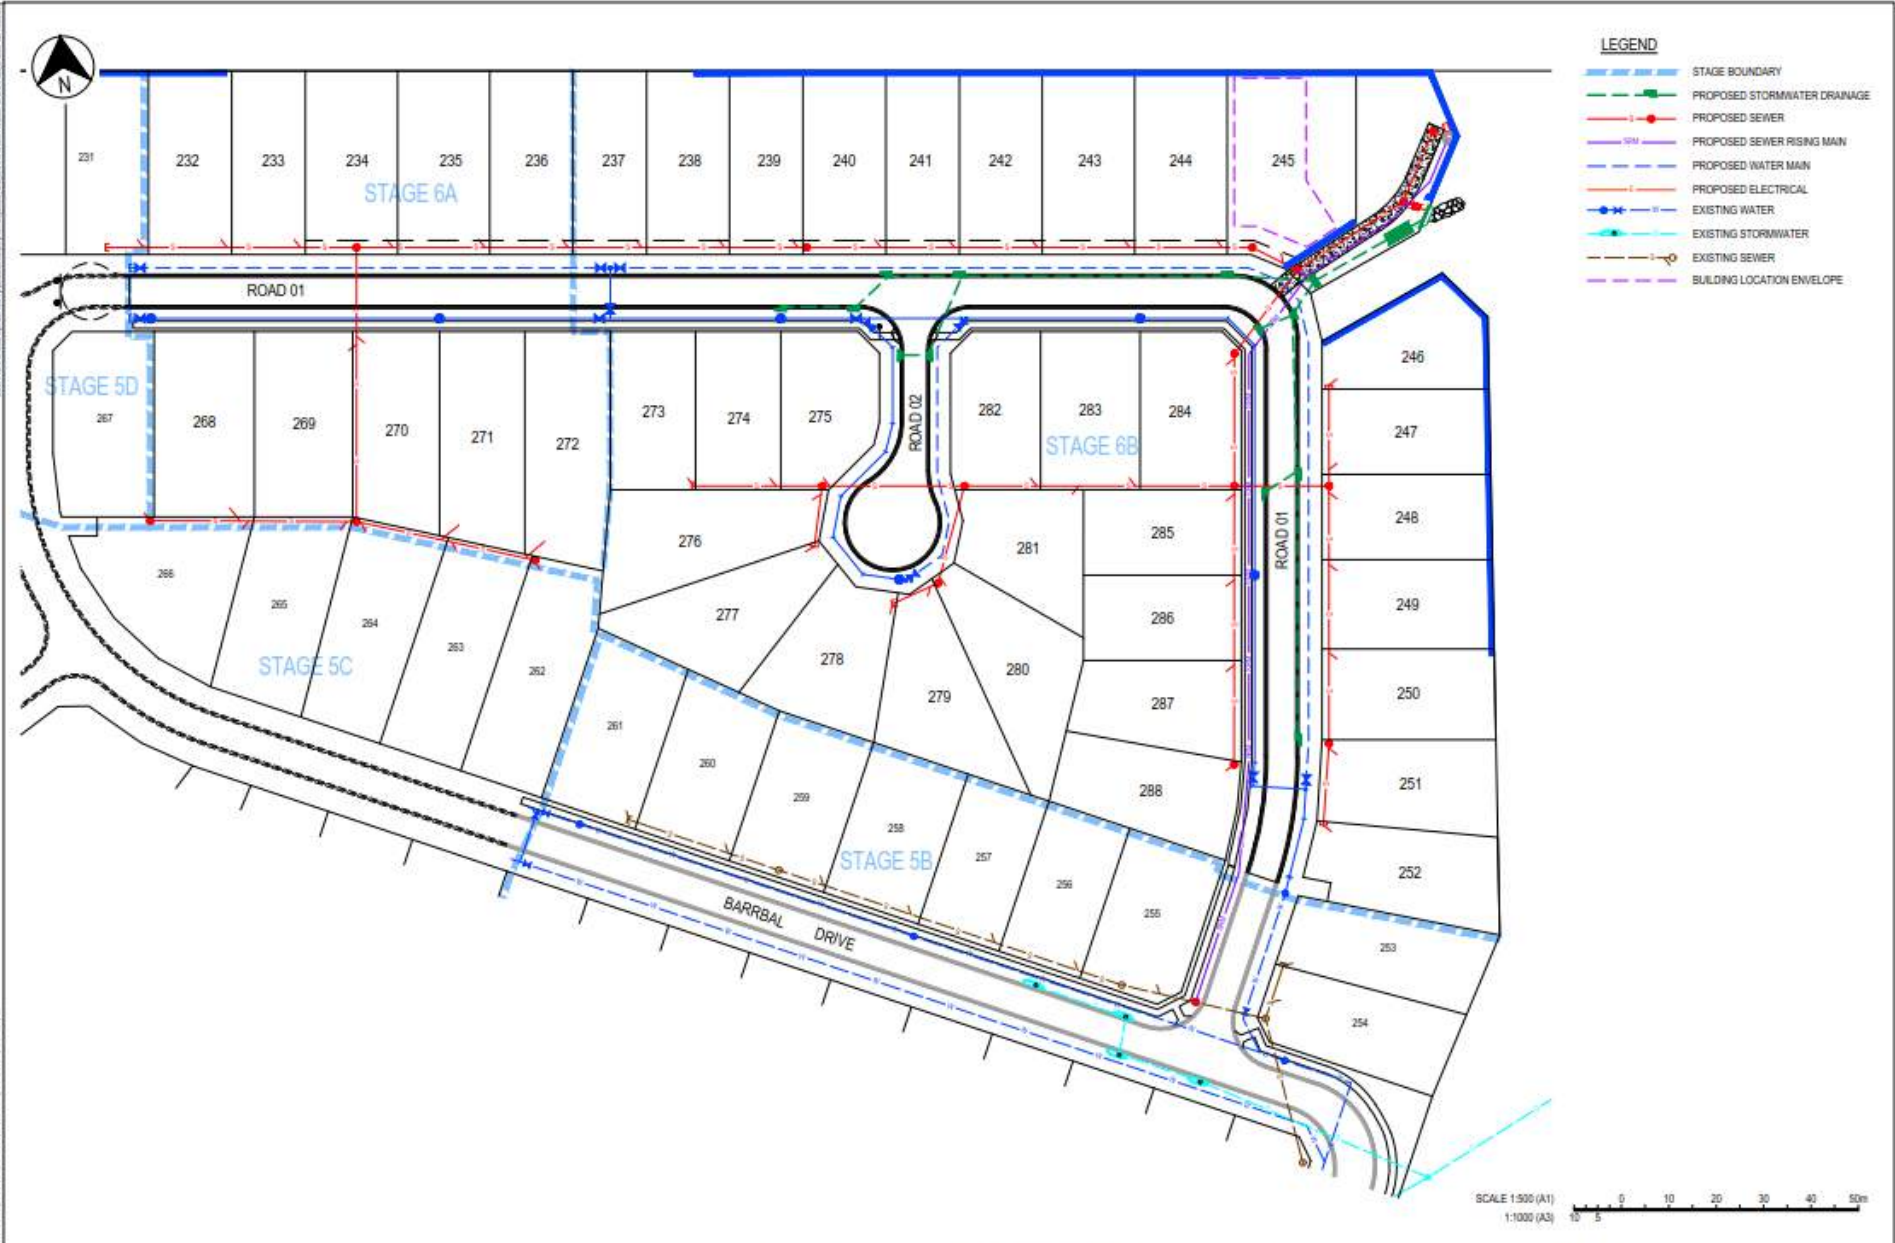 N
LEGEND
STAGE BOUNDARY
PROPOSED STORMWATER DRAINAGE
PROPOSED SEWER
PROPOSED SEWER RISING MAIN
PROPOSED WATER MAIN
PROPOSED ELECTRICAL
EXISTING WATER
EXISTING STORMWATER
EXISTING SEWER
BUILDING LOCATION ENVELOPE
231 232 233 234 235 236 237 238 239 240 241 242 243 244 245
STAGE 6A
ROAD 01
STAGE 5D
267 268 269 270 271 272 273 274 275
ROAD 02
282 283 284
STAGE 6B
246
247
248
249
250
251
252
ROAD 01
276 281 285
277 286
278 279 280 287
288
266 265 264 263 262
STAGE 5C
261 260 259 258 257 256 255
STAGE 5B
253
254
BARRBAL DRIVE
SCALE 1:500 (A1)
1:1000 (A3)
0 10 20 30 40 50m
10 5